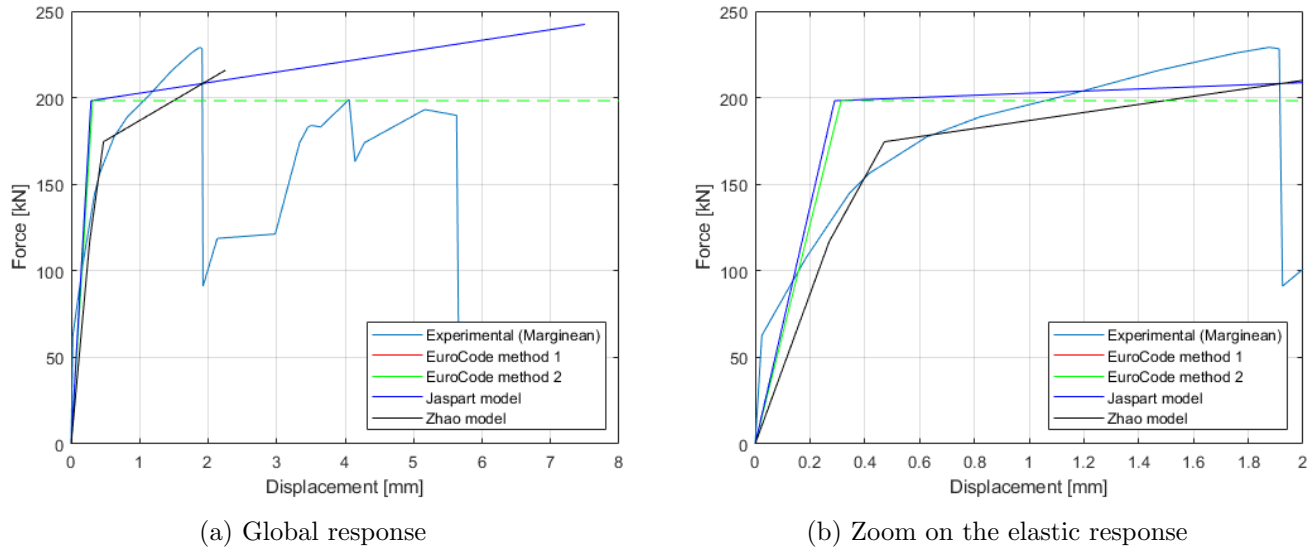 250
200
150
100
50
0
Force [kN]
0 1 2 3 4 5 6 7 8
Displacement [mm]
Experimental (Marginean)
EuroCode method 1
EuroCode method 2
Jaspart model
Zhao model
(a) Global response
250
200
150
100
50
0
Force [kN]
0 0.2 0.4 0.6 0.8 1 1.2 1.4 1.6 1.8 2
Displacement [mm]
Experimental (Marginean)
EuroCode method 1
EuroCode method 2
Jaspart model
Zhao model
(b) Zoom on the elastic response